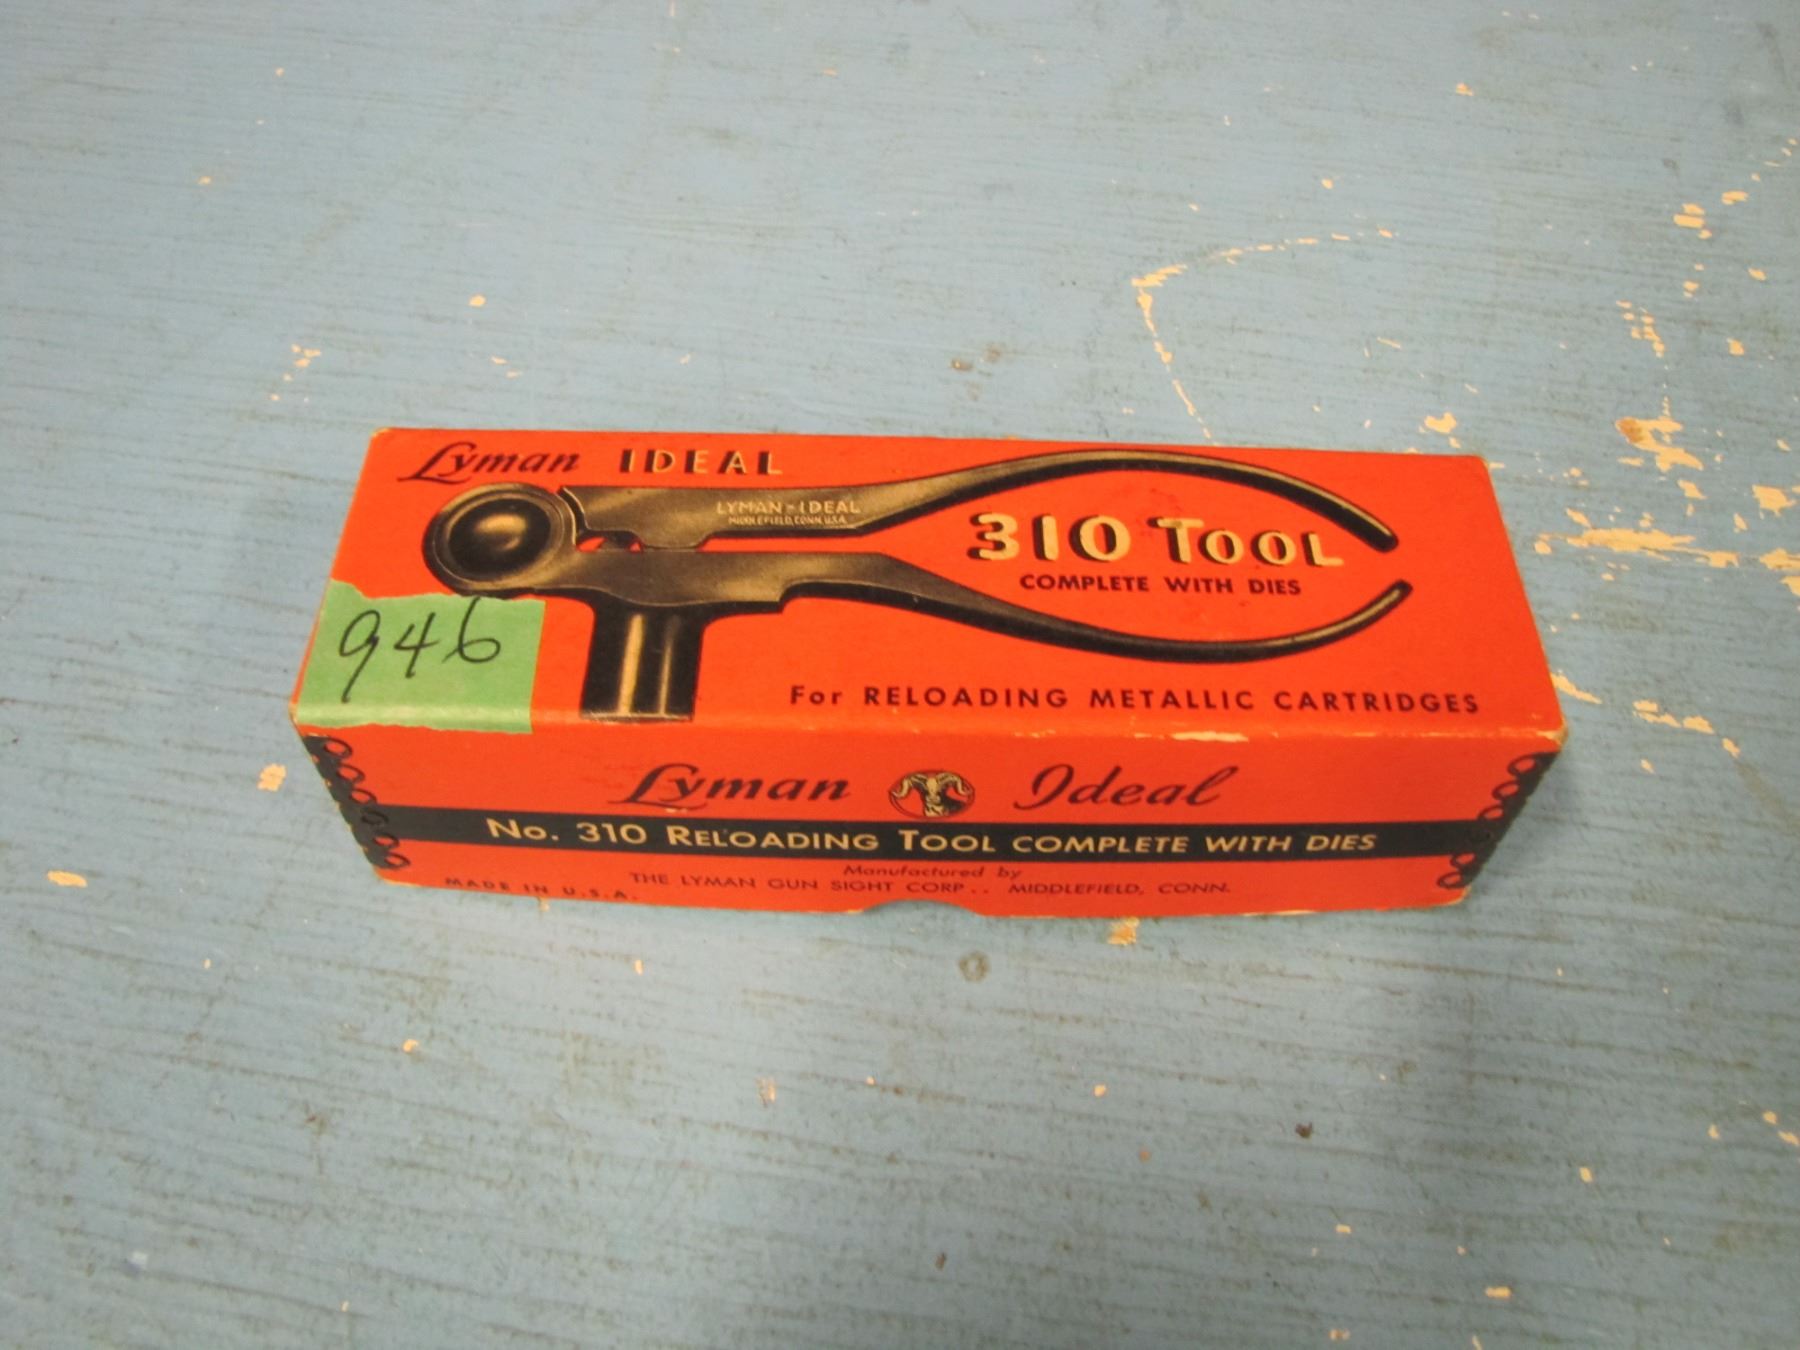 Lyman IDEAL
LYMAN-IDEAL
MIDDLEFIELD, CONN. U.S.A.
310 TOOL
COMPLETE WITH DIES
946
For RELOADING METALLIC CARTRIDGES
Lyman Ideal
No. 310 RELOADING TOOL COMPLETE WITH DIES
Manufactured by
THE LYMAN GUN SIGHT CORP.. MIDDLEFIELD, CONN.
MADE IN U.S.A.